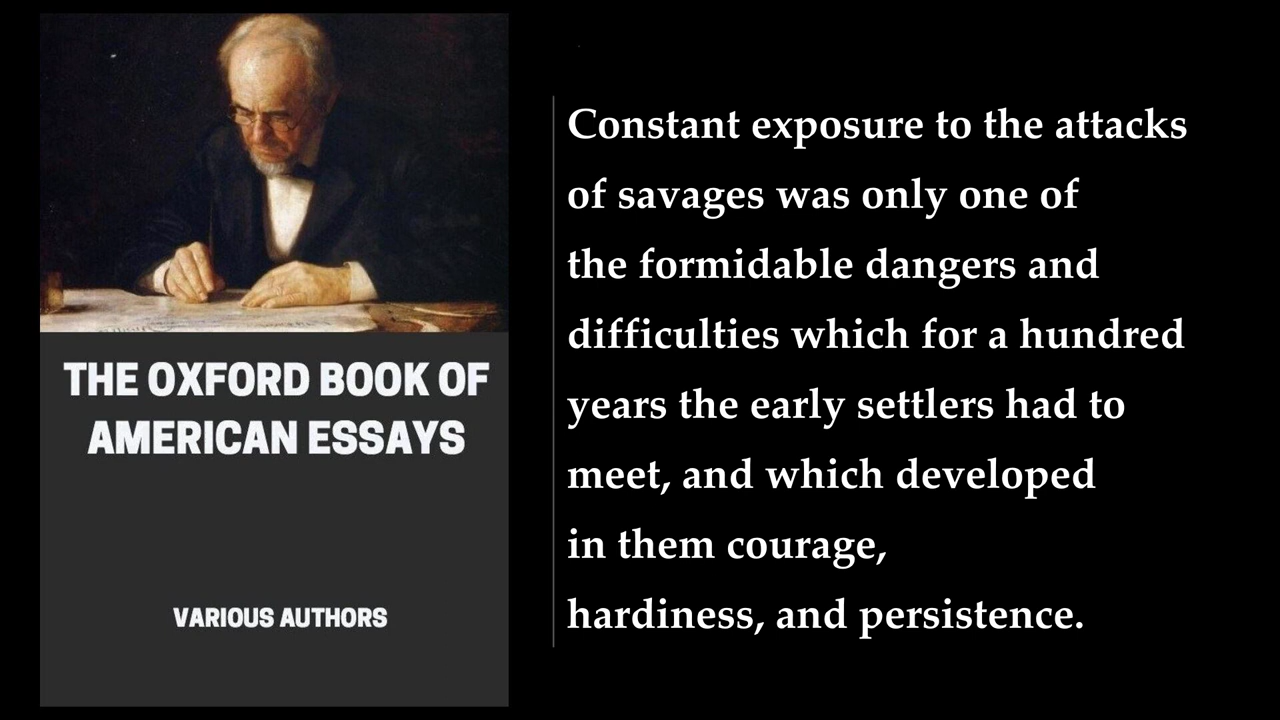 THE OXFORD BOOK OF
AMERICAN ESSAYS
VARIOUS AUTHORS
Constant exposure to the attacks
of savages was only one of
the formidable dangers and
difficulties which for a hundred
years the early settlers had to
meet, and which developed
in them courage,
hardiness, and persistence.